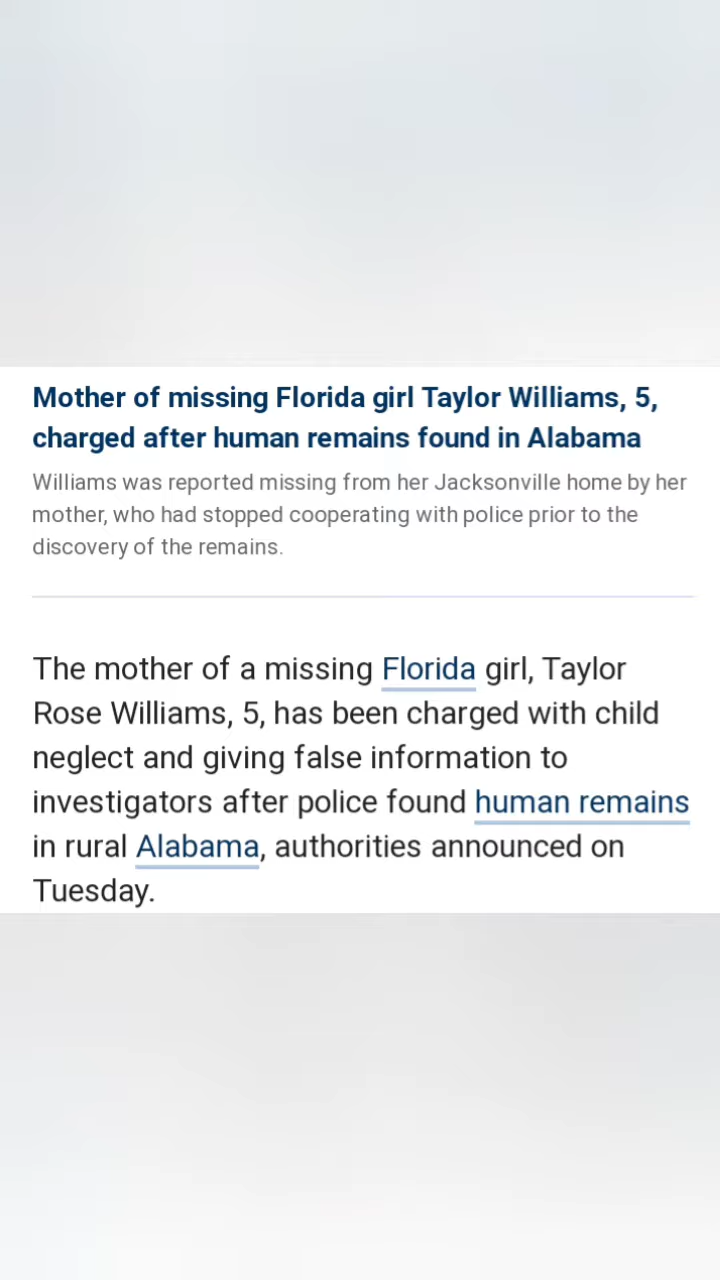 Mother of missing Florida girl Taylor Williams, 5,
charged after human remains found in Alabama
Williams was reported missing from her Jacksonville home by her
mother, who had stopped cooperating with police prior to the
discovery of the remains.
The mother of a missing Florida girl, Taylor
Rose Williams, 5, has been charged with child
neglect and giving false information to
investigators after police found human remains
in rural Alabama, authorities announced on
Tuesday.